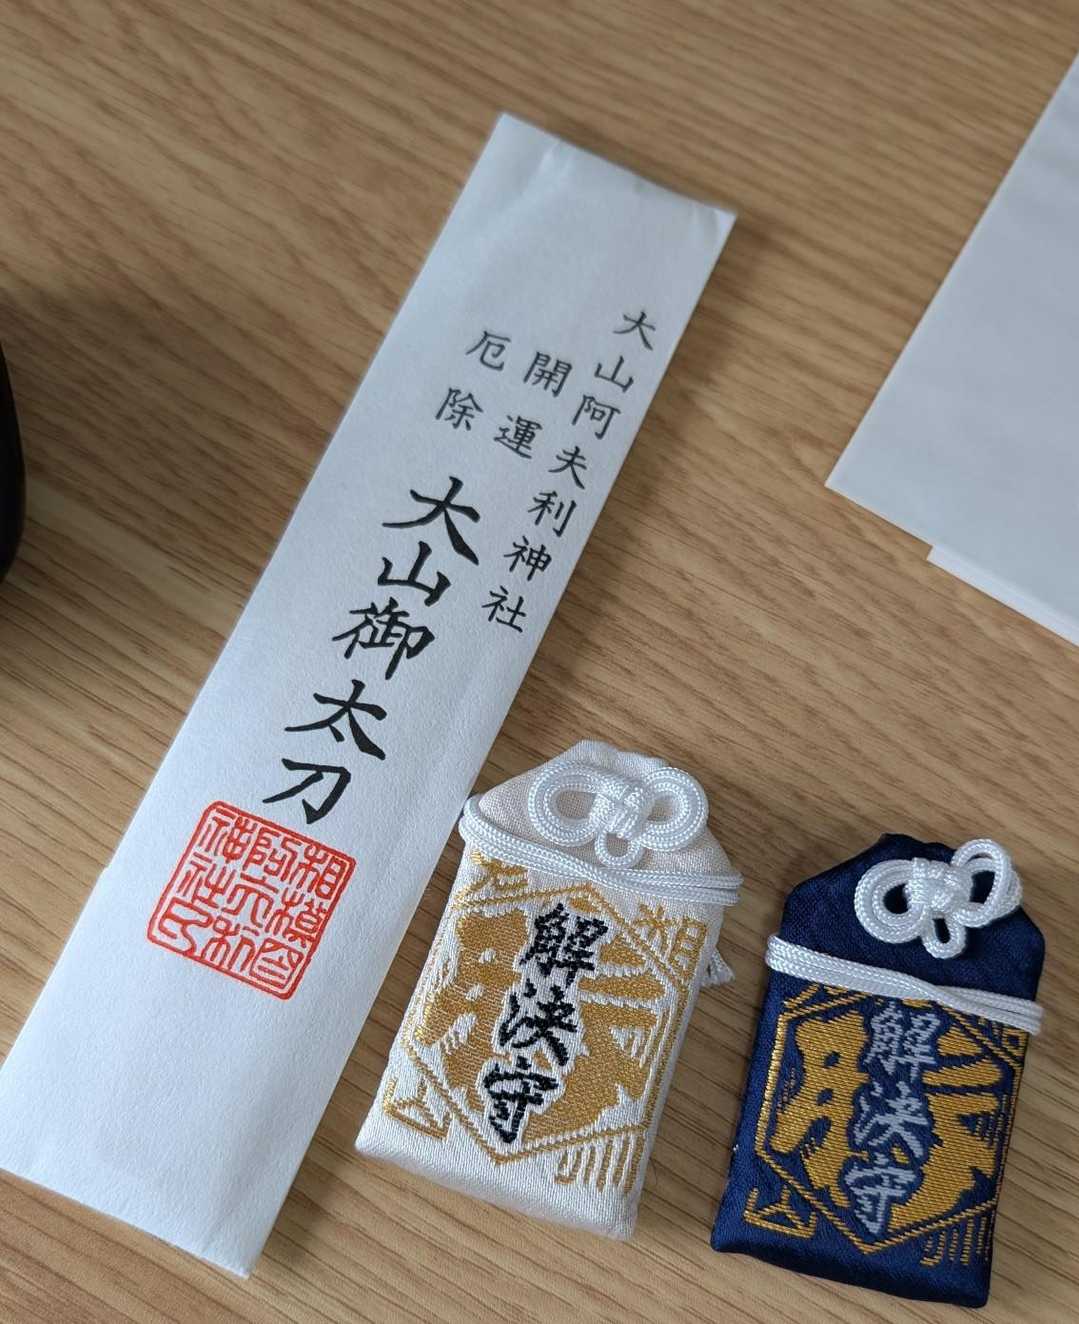 大山阿夫利神社
開運
厄除
大山御太刀
相模國
阿夫利
神社印
解決守
解決守